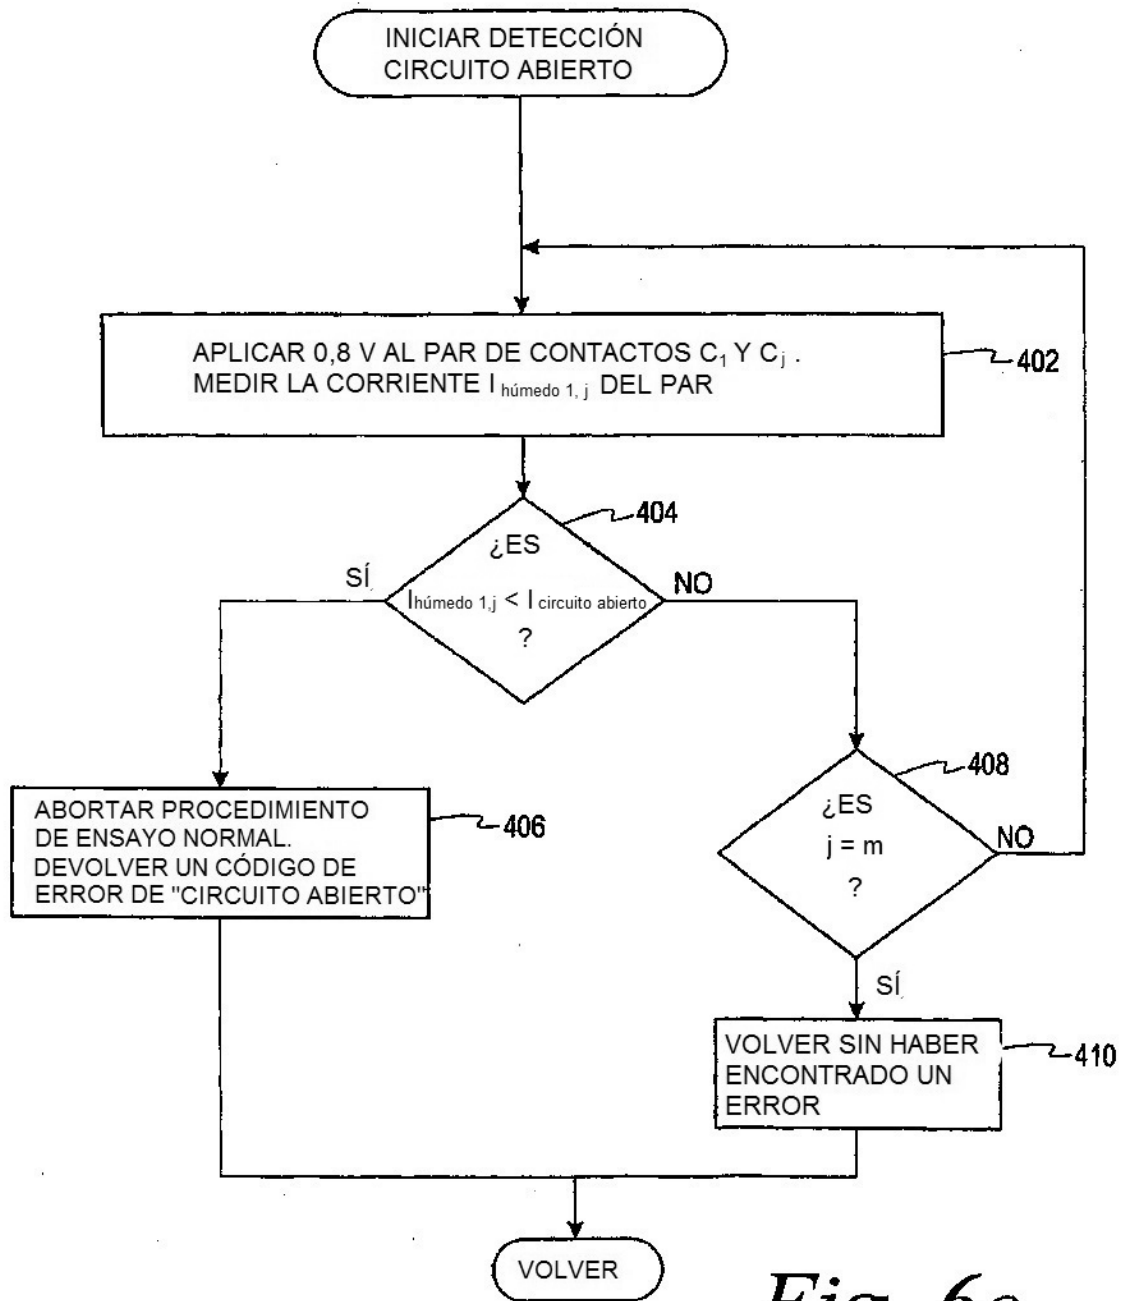 INICIAR DETECCIÓN
CIRCUITO ABIERTO
APLICAR 0,8 V AL PAR DE CONTACTOS C1 Y Cj .
MEDIR LA CORRIENTE I húmedo 1, j DEL PAR
402
404
¿ES
SÍ
NO
Ihúmedo 1,j < I circuito abierto
?
408
ABORTAR PROCEDIMIENTO
DE ENSAYO NORMAL.
DEVOLVER UN CÓDIGO DE
ERROR DE "CIRCUITO ABIERTO"
406
¿ES
j = m
?
NO
SÍ
VOLVER SIN HABER
ENCONTRADO UN
ERROR
410
VOLVER